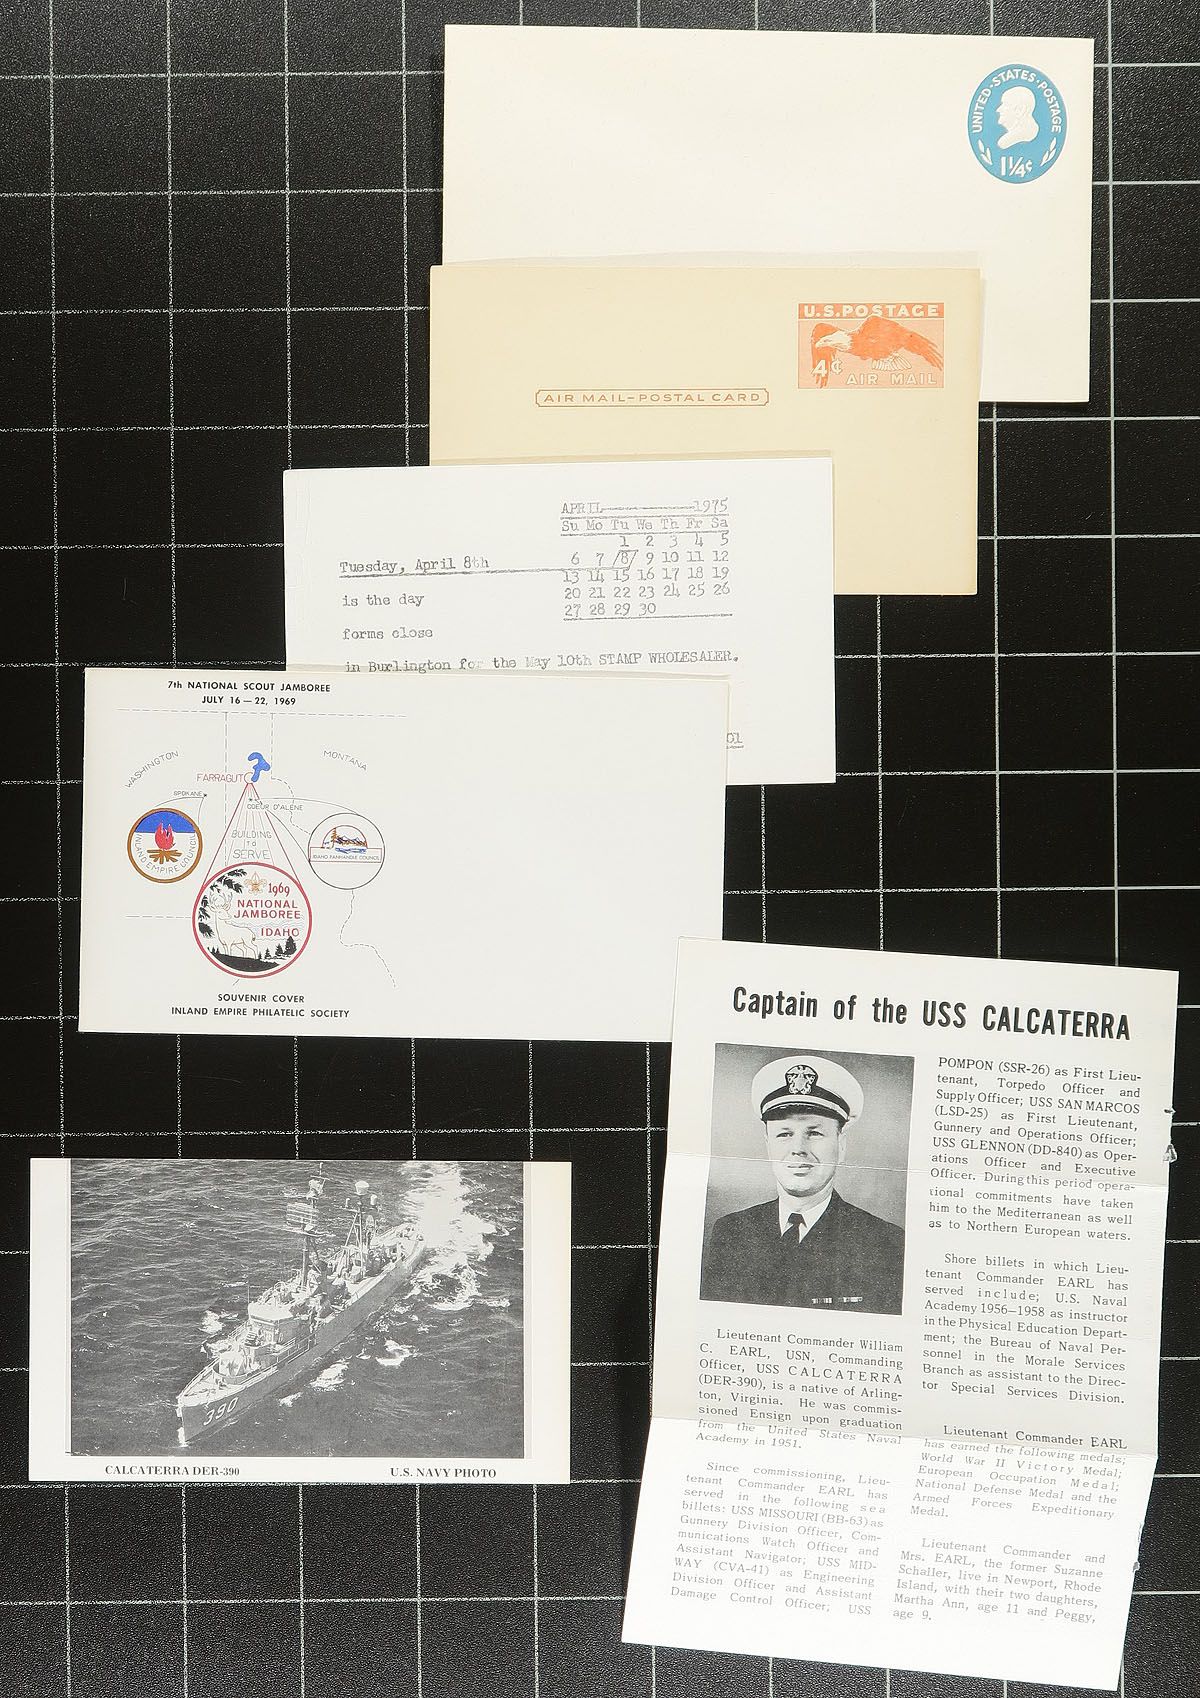 UNITED·STATES·POSTAGE
1¼¢
U.S.POSTAGE
4¢
AIR MAIL
AIR MAIL-POSTAL CARD
APRIL 1975
Su Mo Tu We Th Fr Sa
1 2 3 4 5
6 7 /8/ 9 10 11 12
13 14 15 16 17 18 19
20 21 22 23 24 25 26
27 28 29 30
Tuesday, April 8th
is the day
forms close
in Burlington for the May 10th STAMP WHOLESALER.
01
7th NATIONAL SCOUT JAMBOREE
JULY 16 — 22, 1969
WASHINGTON
MONTANA
FARRAGUT
SPOKANE
COEUR D'ALENE
INLAND EMPIRE COUNCIL
BUILDING
TO
SERVE
IDAHO PANHANDLE COUNCIL
1969
NATIONAL
JAMBOREE
IDAHO
SOUVENIR COVER
INLAND EMPIRE PHILATELIC SOCIETY
Captain of the USS CALCATERRA
Lieutenant Commander William
C. EARL, USN, Commanding
Officer, USS CALCATERRA
(DER-390), is a native of Arling-
ton, Virginia. He was commis-
sioned Ensign upon graduation
from the United States Naval
Academy in 1951.
Since commissioning, Lieu-
tenant Commander EARL has
served in the following sea
billets: USS MISSOURI (BB-63) as
Gunnery Division Officer, Com-
munications Watch Officer and
Assistant Navigator; USS MID-
WAY (CVA-41) as Engineering
Division Officer and Assistant
Damage Control Officer; USS
POMPON (SSR-26) as First Lieu-
tenant, Torpedo Officer and
Supply Officer; USS SAN MARCOS
(LSD-25) as First Lieutenant,
Gunnery and Operations Officer;
USS GLENNON (DD-840) as Oper-
ations Officer and Executive
Officer. During this period opera-
tional commitments have taken
him to the Mediterranean as well
as to Northern European waters.
Shore billets in which Lieu-
tenant Commander EARL has
served include; U.S. Naval
Academy 1956-1958 as instructor
in the Physical Education Depart-
ment; the Bureau of Naval Per-
sonnel in the Morale Services
Branch as assistant to the Direc-
tor Special Services Division.
Lieutenant Commander EARL
has earned the following medals;
World War II Victory Medal;
European Occupation Medal;
National Defense Medal and the
Armed Forces Expeditionary
Medal.
Lieutenant Commander and
Mrs. EARL, the former Suzanne
Schaller, live in Newport, Rhode
Island, with their two daughters,
Martha Ann, age 11 and Peggy,
age 9.
390
CALCATERRA DER-390
U.S. NAVY PHOTO